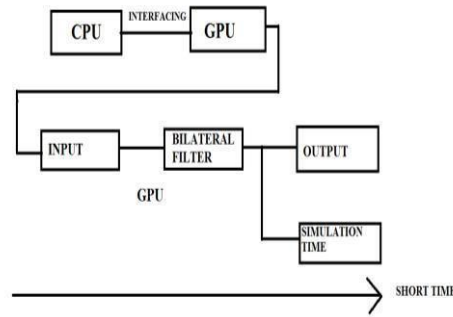 INTERFACING
CPU
GPU
INPUT
BILATERAL
FILTER
OUTPUT
GPU
SIMULATION
TIME
SHORT TIME